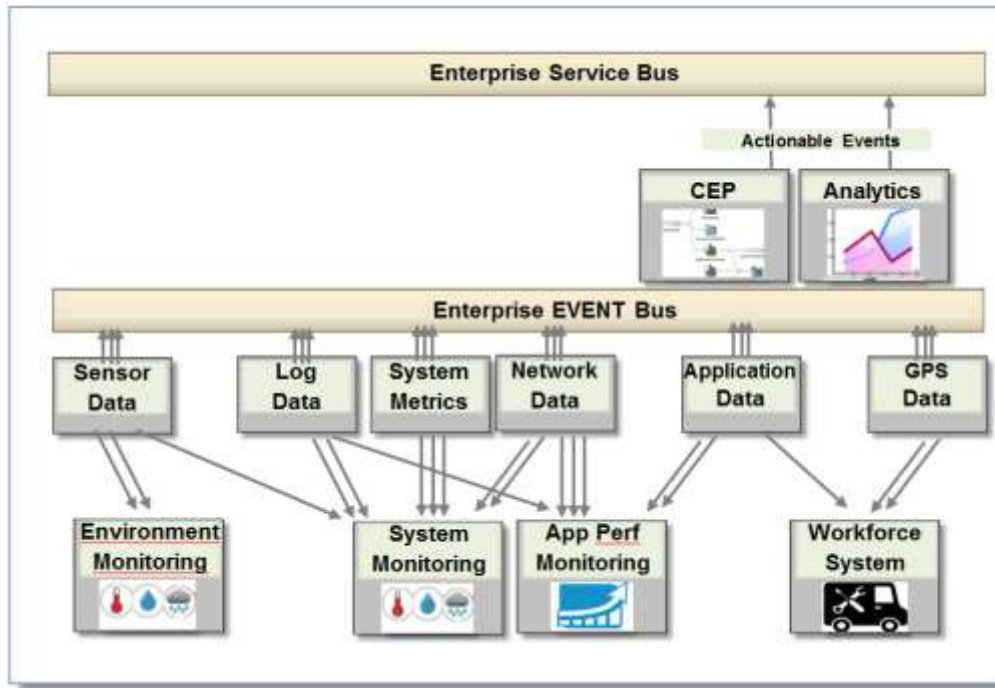 Enterprise Service Bus
Actionable Events
CEP
Analytics
Enterprise EVENT Bus
Sensor
Data
Log
Data
System
Metrics
Network
Data
Application
Data
GPS
Data
Environment
Monitoring
System
Monitoring
App Perf
Monitoring
Workforce
System